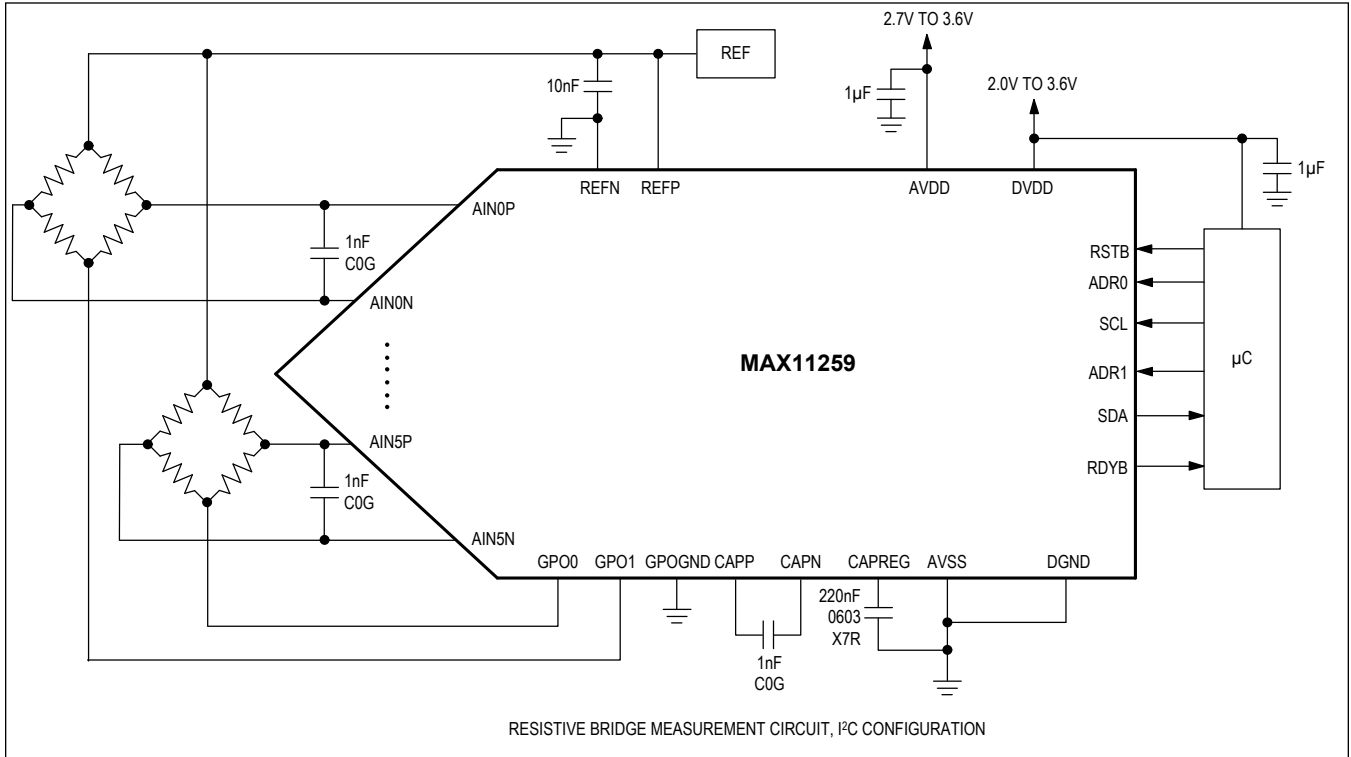 2.7V TO 3.6V
REF
10nF
1µF
2.0V TO 3.6V
1µF
REFN
REFP
AVDD
DVDD
AIN0P
1nF
C0G
AIN0N
RSTB
ADR0
SCL
ADR1
SDA
RDYB
µC
MAX11259
AIN5P
1nF
C0G
AIN5N
GPO0
GPO1
GPOGND
CAPP
CAPN
CAPREG
AVSS
DGND
220nF
0603
X7R
1nF
C0G
RESISTIVE BRIDGE MEASUREMENT CIRCUIT, I²C CONFIGURATION